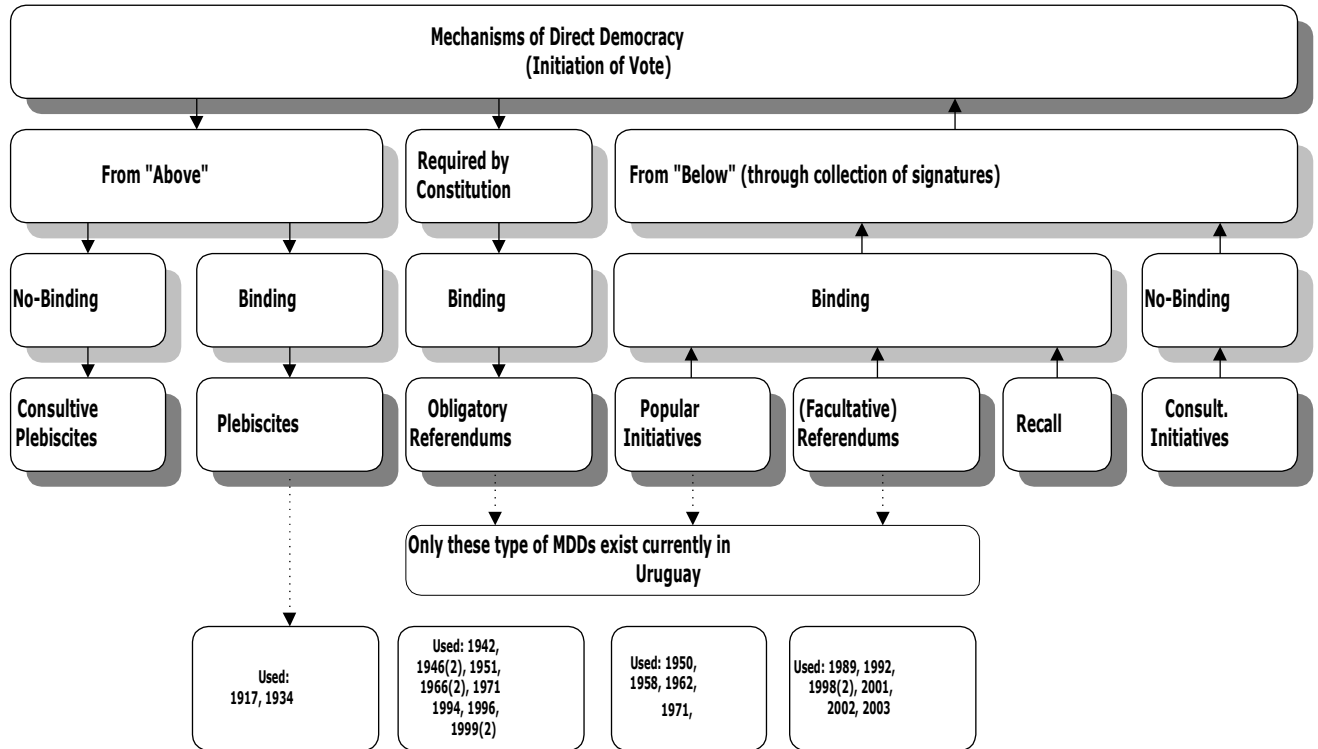 Mechanisms of Direct Democracy
(Initiation of Vote)
From "Above"
Required by
Constitution
From "Below" (through collection of signatures)
No-Binding
Binding
Binding
Binding
No-Binding
Consultive
Plebiscites
Plebiscites
Obligatory
Referendums
Popular
Initiatives
(Facultative)
Referendums
Recall
Consult.
Initiatives
Only these type of MDDs exist currently in
Uruguay
Used:
1917, 1934
Used: 1942,
1946(2), 1951,
1966(2), 1971
1994, 1996,
1999(2)
Used: 1950,
1958, 1962,
1971,
Used: 1989, 1992,
1998(2), 2001,
2002, 2003